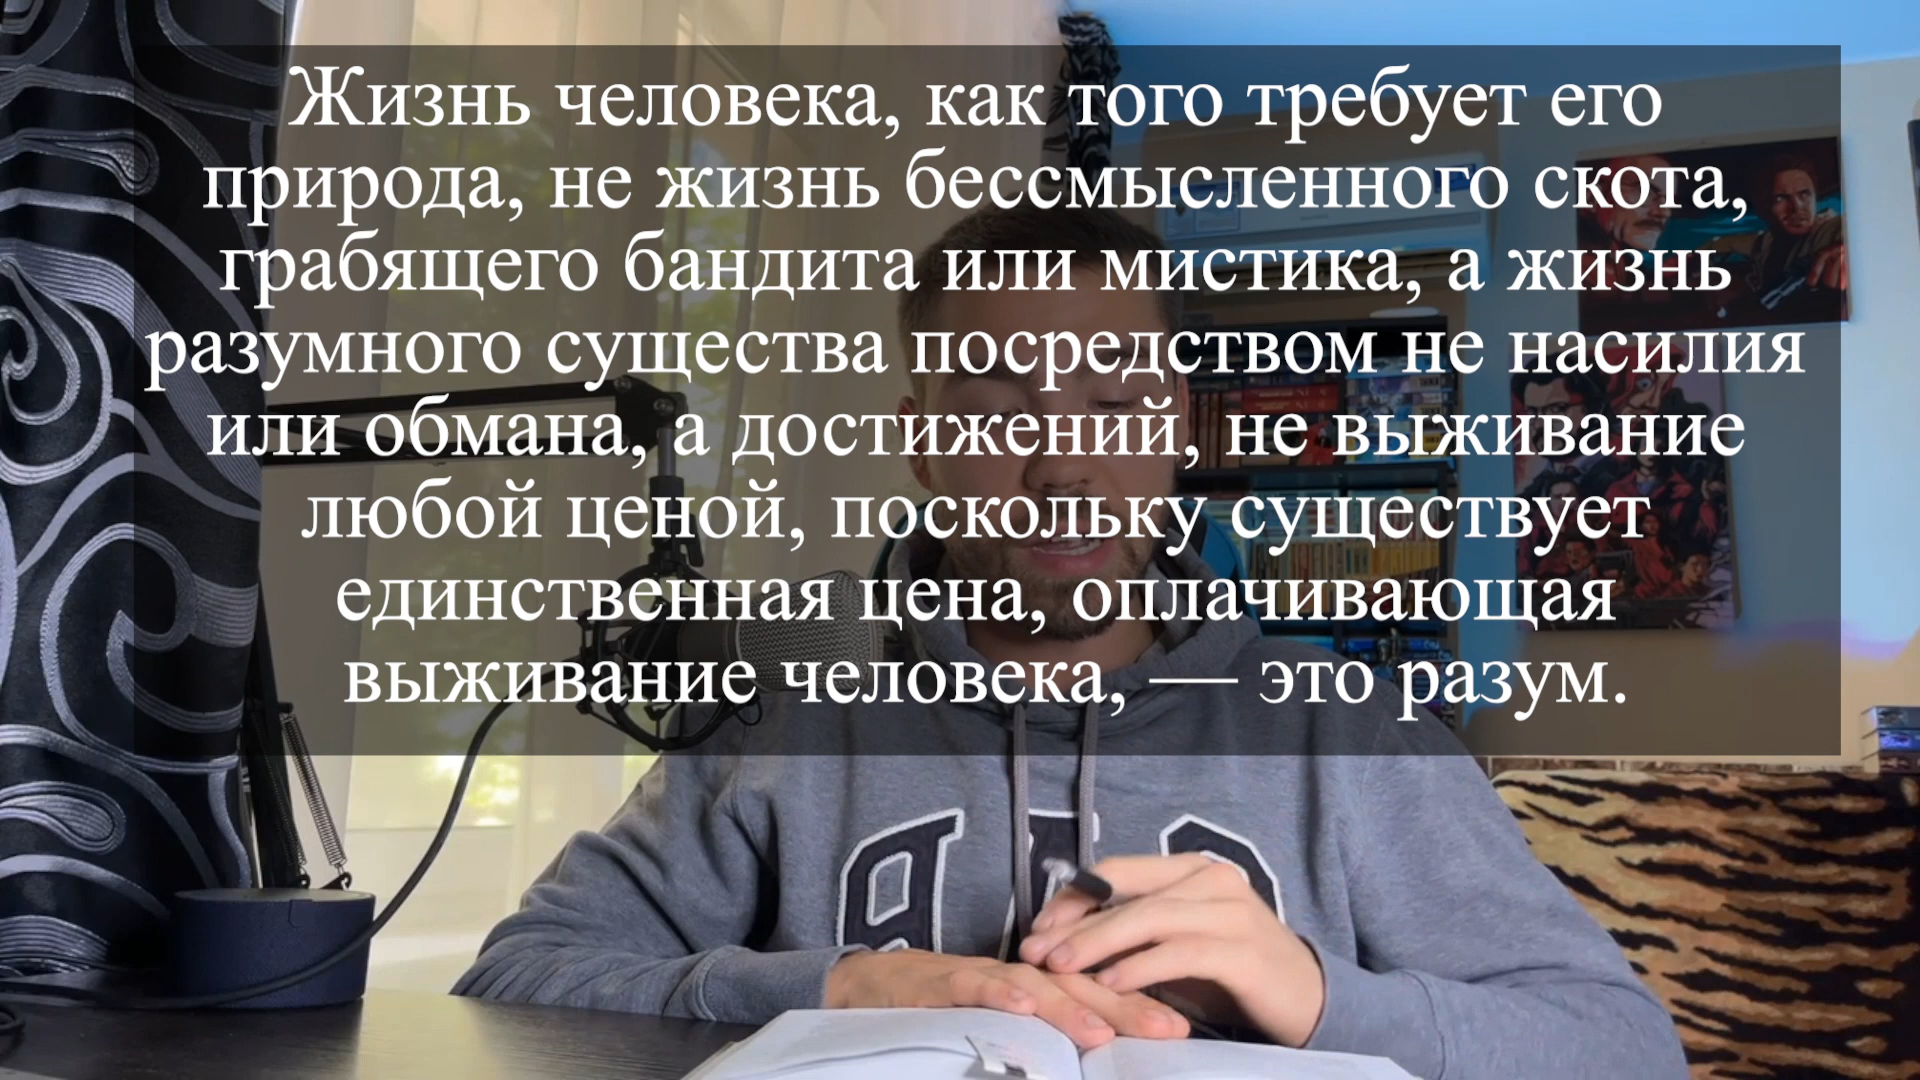 Жизнь человека, как того требует его
природа, не жизнь бессмысленного скота,
грабящего бандита или мистика, а жизнь
разумного существа посредством не насилия
или обмана, а достижений, не выживание
любой ценой, поскольку существует
единственная цена, оплачивающая
выживание человека, — это разум.